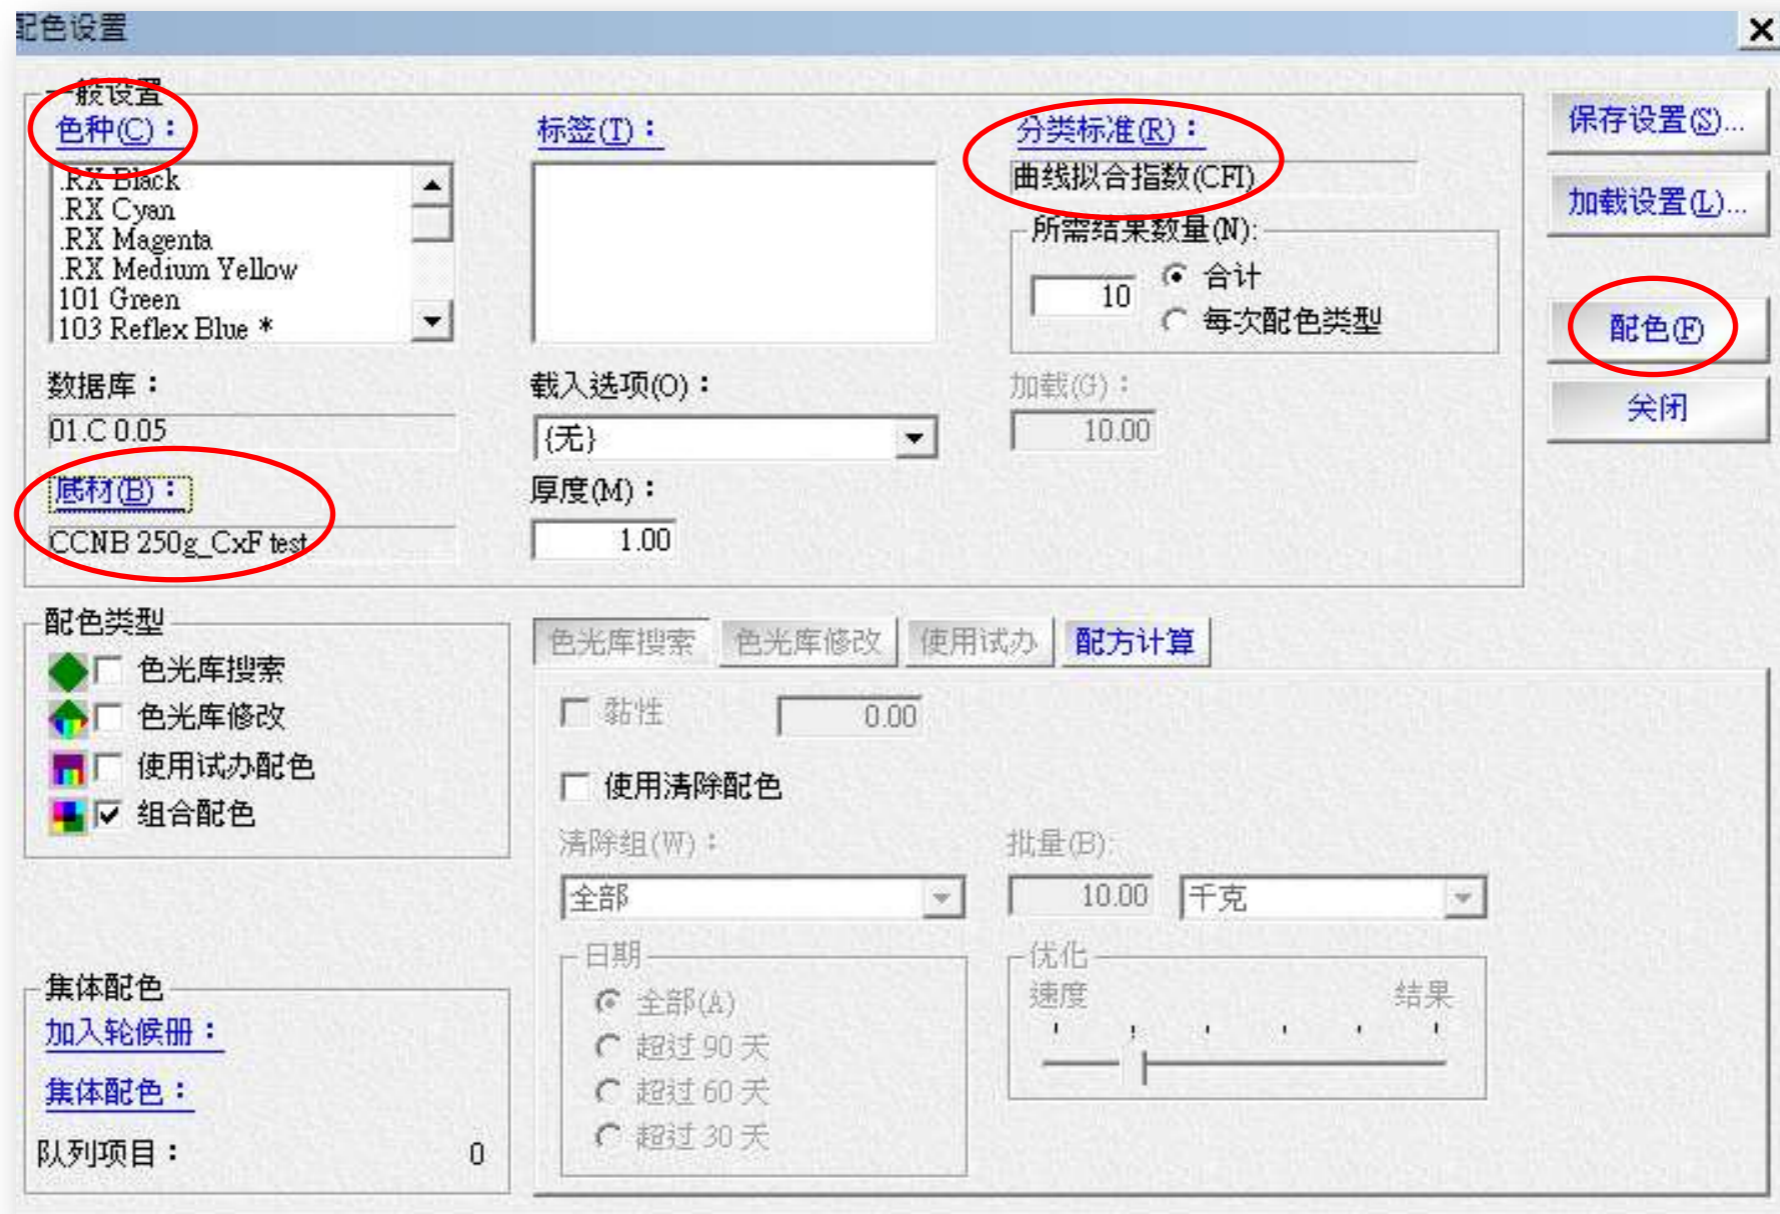 配色设置
一般设置
色种(C)：
.RX Black
.RX Cyan
.RX Magenta
.RX Medium Yellow
101 Green
103 Reflex Blue *
标签(T)：
分类标准(R)：
曲线拟合指数(CFI)
所需结果数量(N):
10
合计
每次配色类型
保存设置(S)...
加载设置(L)...
配色(F)
关闭
数据库：
01.C 0.05
载入选项(O)：
{无}
加载(G)：
10.00
底材(B)：
CCNB 250g_CxF test
厚度(M)：
1.00
配色类型
色光库搜索
色光库修改
使用试办配色
组合配色
色光库搜索
色光库修改
使用试办
配方计算
黏性
0.00
使用清除配色
清除组(W)：
全部
批量(B):
10.00
千克
日期
全部(A)
超过 90 天
超过 60 天
超过 30 天
优化
速度
结果
集体配色
加入轮候册：
集体配色：
队列项目：
0